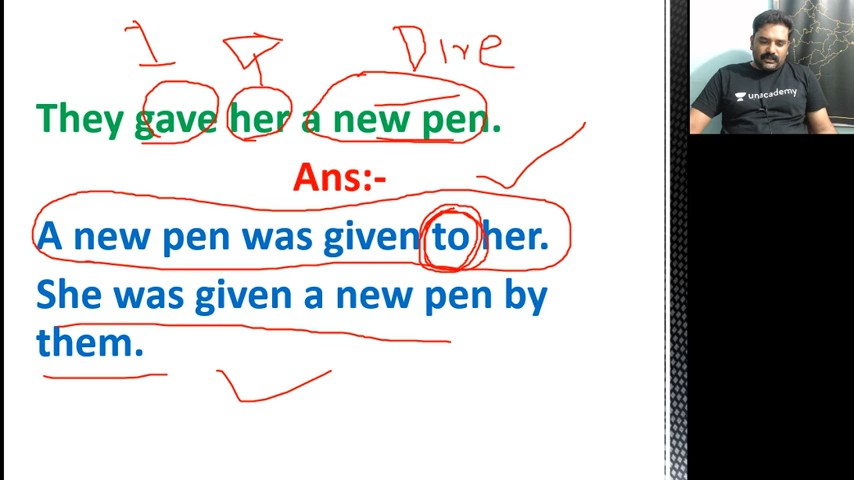 I Dire
They gave her a new pen.
Ans:-
A new pen was given to her.
She was given a new pen by
them.
unacademy